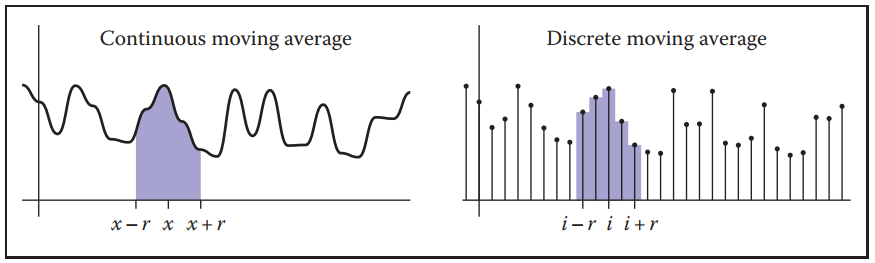 Continuous moving average
Discrete moving average
x – r x x + r
i – r i i + r